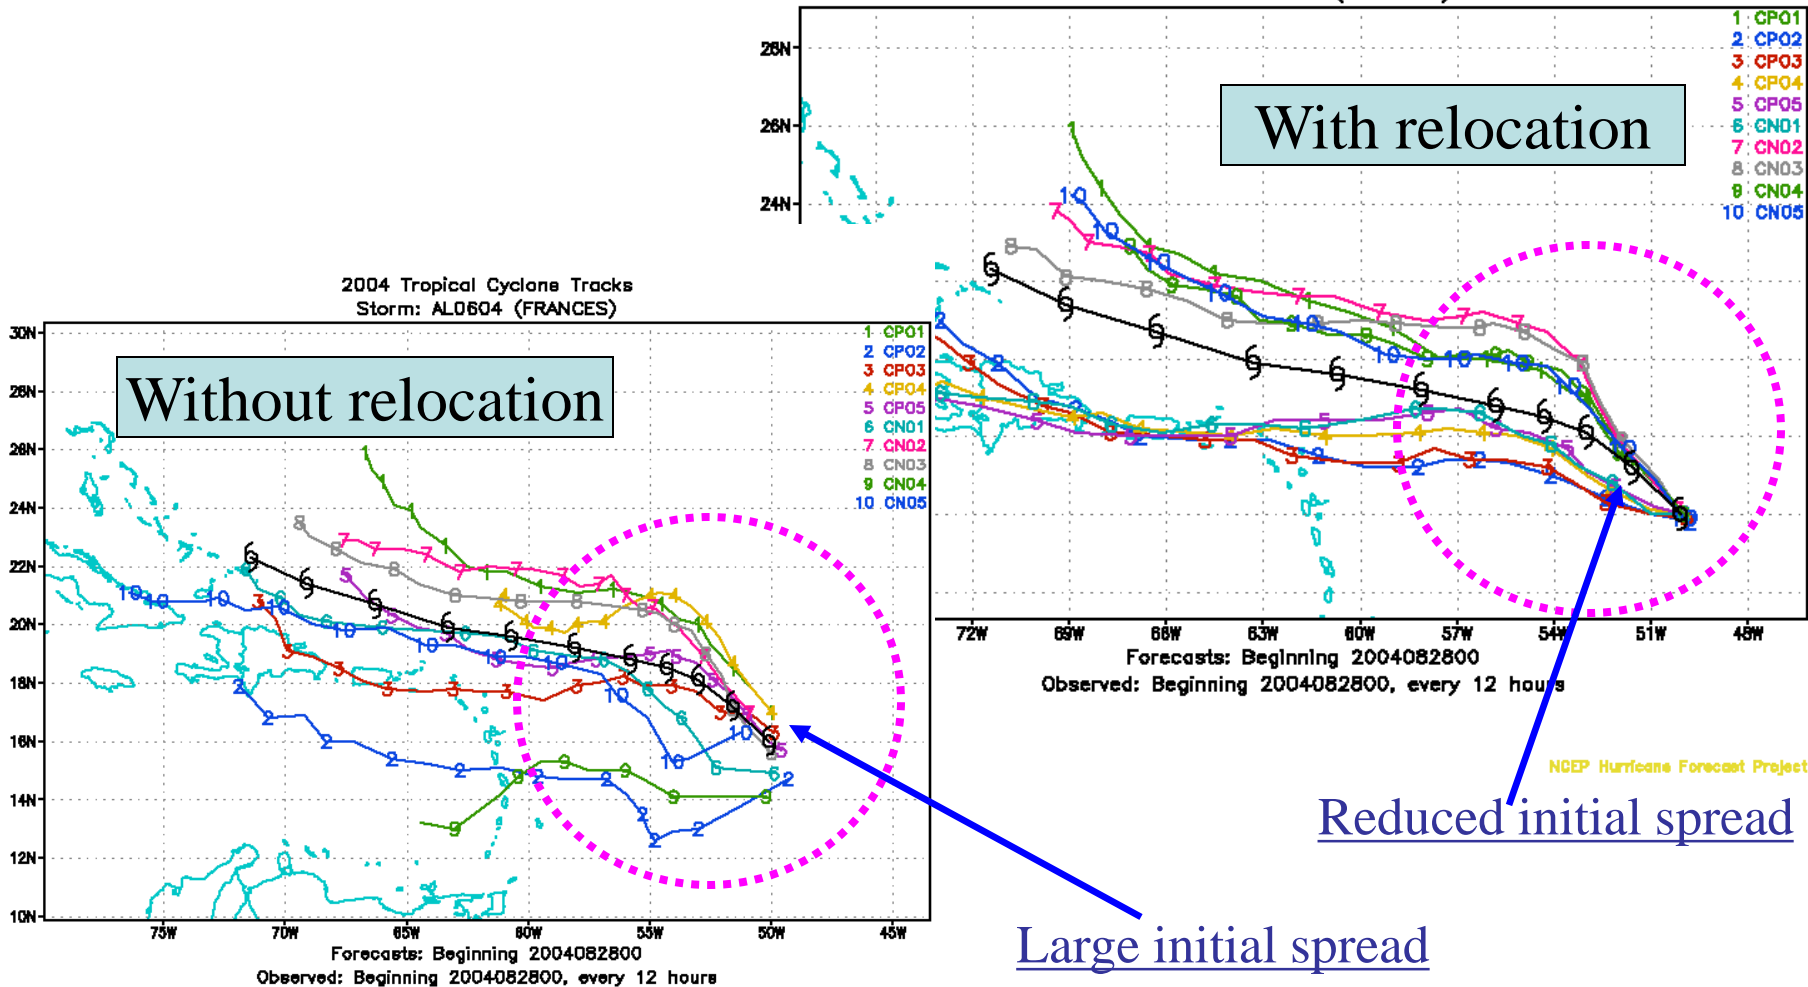 1 CP01
2 CP02
3 CP03
4 CP04
5 CP05
6 CN01
7 CN02
8 CN03
9 CN04
10 CN05
28N
26N
24N
With relocation
72W 69W 66W 63W 60W 57W 54W 51W 48W
Forecasts: Beginning 2004082800
Observed: Beginning 2004082800, every 12 hours
NCEP Hurricane Forecast Project
Reduced initial spread
2004 Tropical Cyclone Tracks
Storm: AL0604 (FRANCES)
1 CP01
2 CP02
3 CP03
4 CP04
5 CP05
6 CN01
7 CN02
8 CN03
9 CN04
10 CN05
Without relocation
30N
28N
26N
24N
22N
20N
18N
16N
14N
12N
10N
75W 70W 65W 60W 55W 50W 45W
Forecasts: Beginning 2004082800
Observed: Beginning 2004082800, every 12 hours
Large initial spread